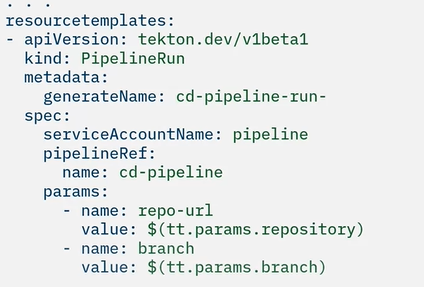 . . .
resourcetemplates:
- apiVersion: tekton.dev/v1beta1
kind: PipelineRun
metadata:
generateName: cd-pipeline-run-
spec:
serviceAccountName: pipeline
pipelineRef:
name: cd-pipeline
params:
- name: repo-url
value: $(tt.params.repository)
- name: branch
value: $(tt.params.branch)